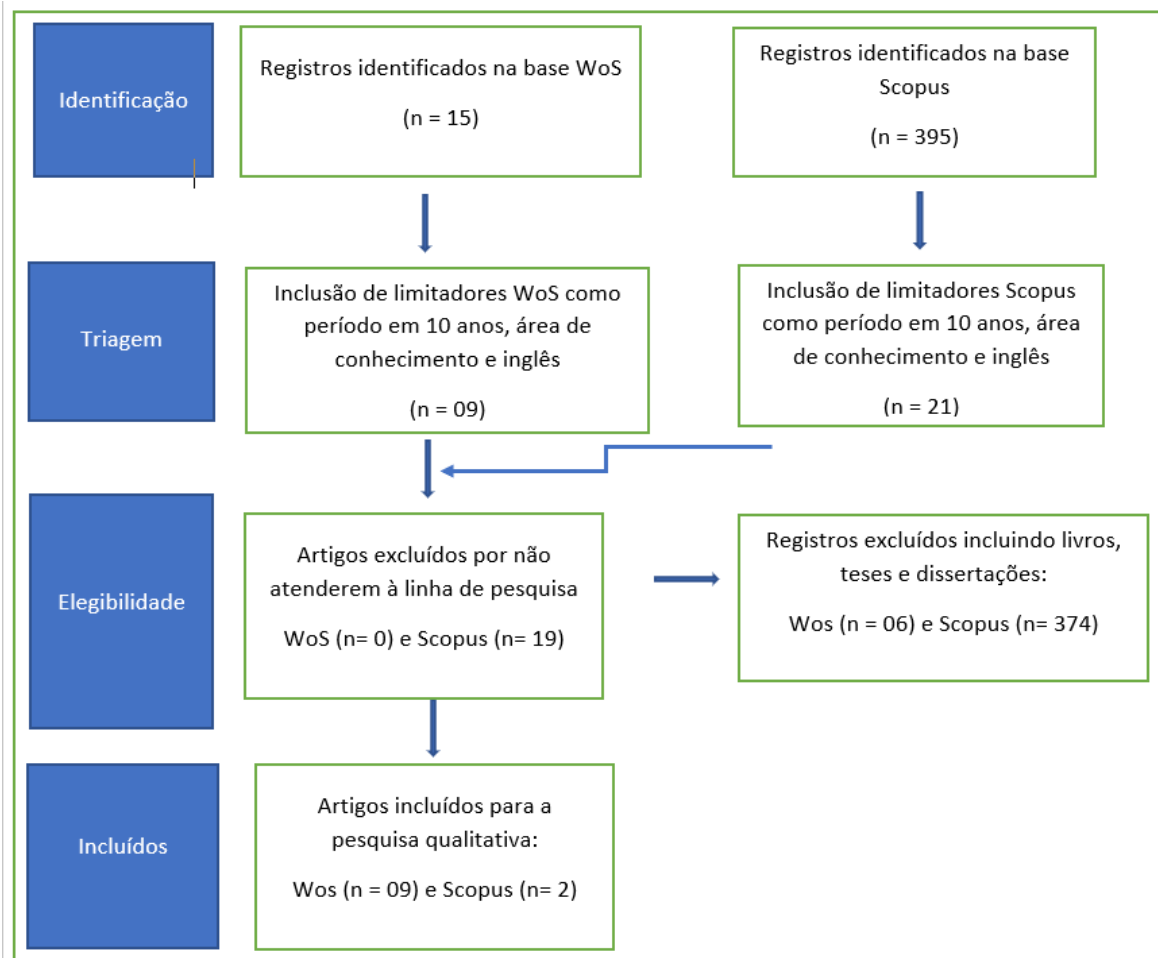 Identificação
Registros identificados na base WoS
(n = 15)
Registros identificados na base
Scopus
(n = 395)
Triagem
Inclusão de limitadores WoS como
período em 10 anos, área de
conhecimento e inglês
(n = 09)
Inclusão de limitadores Scopus
como período em 10 anos, área
de conhecimento e inglês
(n = 21)
Elegibilidade
Artigos excluídos por não
atenderem à linha de pesquisa
WoS (n= 0) e Scopus (n= 19)
Registros excluídos incluindo livros,
teses e dissertações:
Wos (n = 06) e Scopus (n= 374)
Incluídos
Artigos incluídos para a
pesquisa qualitativa:
Wos (n = 09) e Scopus (n= 2)